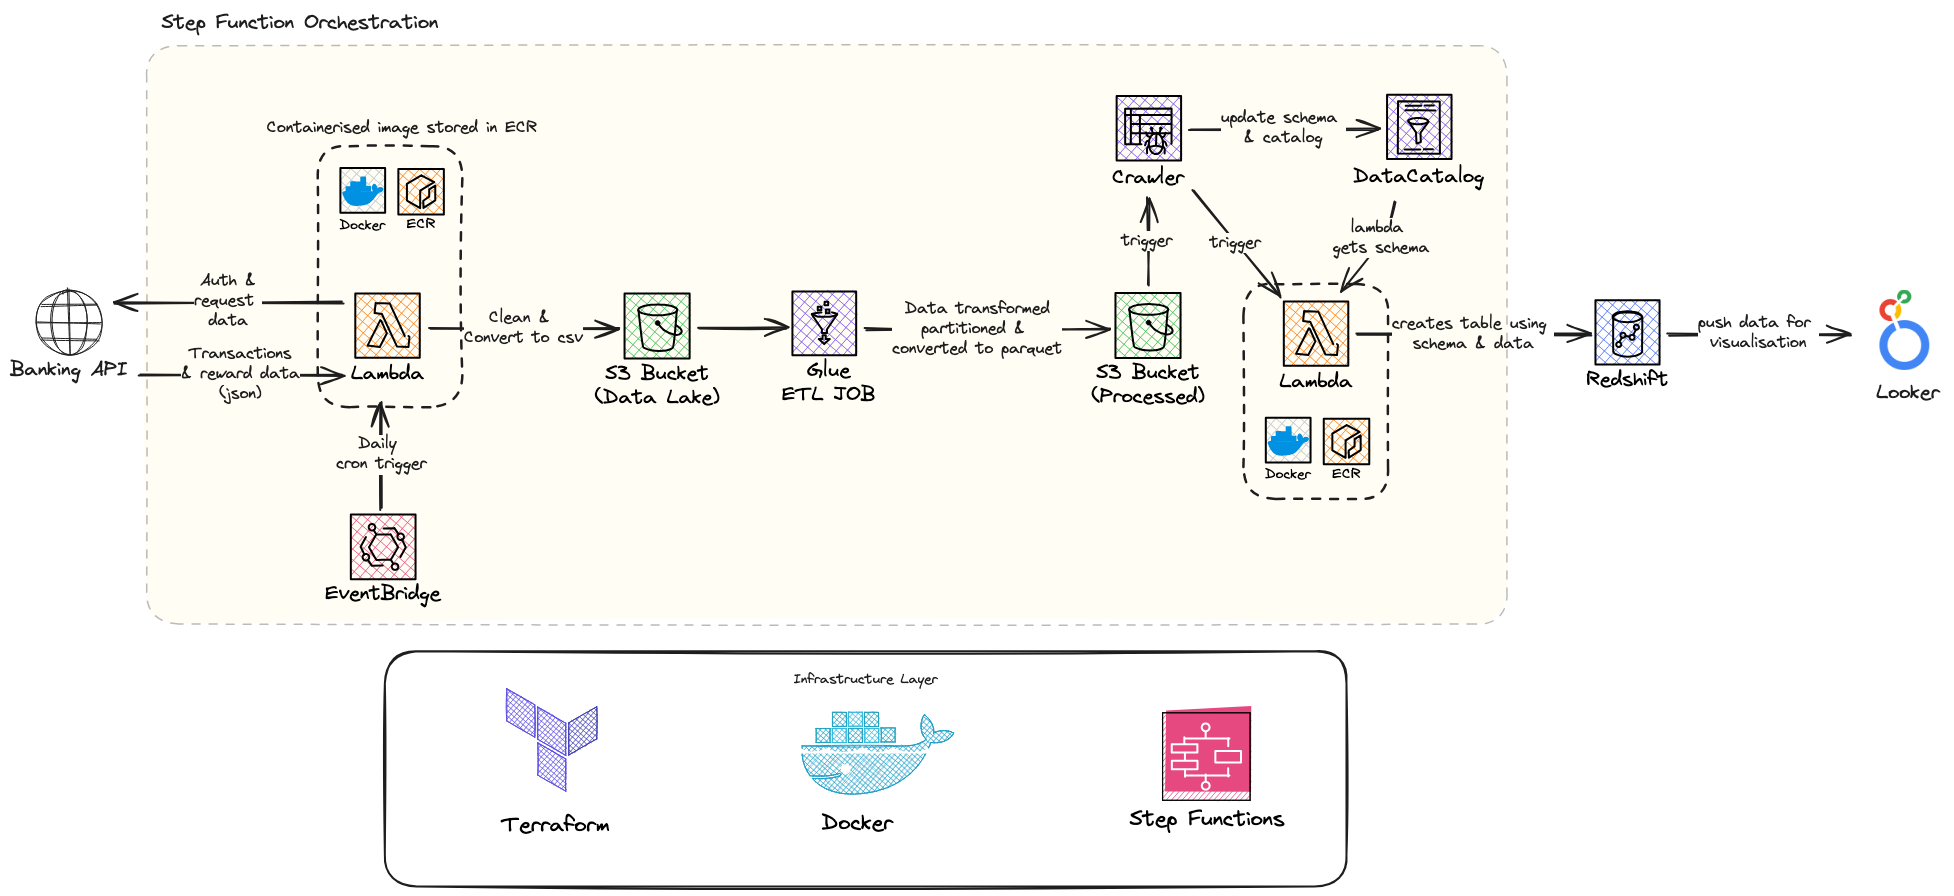 Step Function Orchestration
Containerised image stored in ECR
Docker
ECR
Auth &
request
data
Banking API
Transactions
& reward data
(json)
Lambda
Clean &
Convert to csv
Daily
cron trigger
EventBridge
S3 Bucket
(Data Lake)
Glue
ETL JOB
Data transformed
partitioned &
converted to parquet
S3 Bucket
(Processed)
trigger
Crawler
update schema
& catalog
DataCatalog
trigger
lambda
gets schema
Lambda
Docker
ECR
creates table using
schema & data
Redshift
push data for
visualisation
Looker
Infrastructure Layer
Terraform
Docker
Step Functions